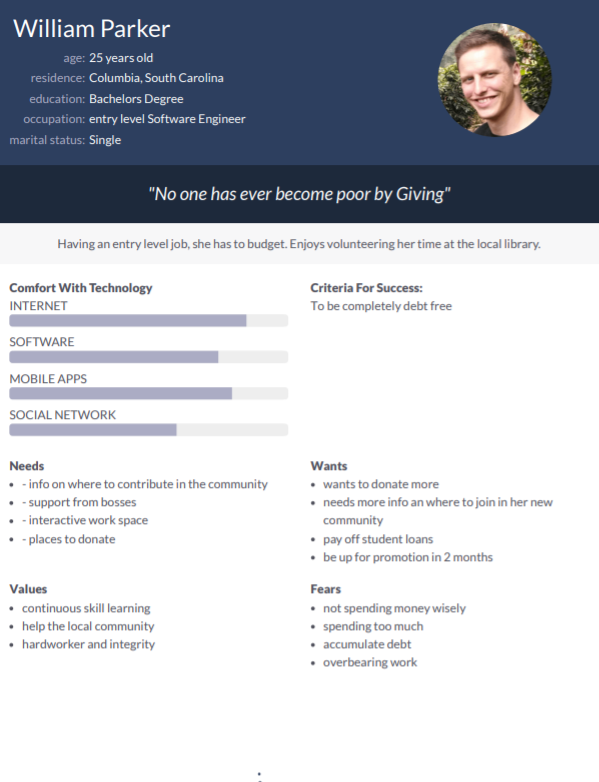 William Parker
age: 25 years old
residence: Columbia, South Carolina
education: Bachelors Degree
occupation: entry level Software Engineer
marital status: Single
"No one has ever become poor by Giving"
Having an entry level job, she has to budget. Enjoys volunteering her time at the local library.
Comfort With Technology
INTERNET
SOFTWARE
MOBILE APPS
SOCIAL NETWORK
Criteria For Success:
To be completely debt free
Needs
• - info on where to contribute in the community
• - support from bosses
• - interactive work space
• - places to donate
Wants
• wants to donate more
• needs more info an where to join in her new
community
• pay off student loans
• be up for promotion in 2 months
Values
• continuous skill learning
• help the local community
• hardworker and integrity
Fears
• not spending money wisely
• spending too much
• accumulate debt
• overbearing work